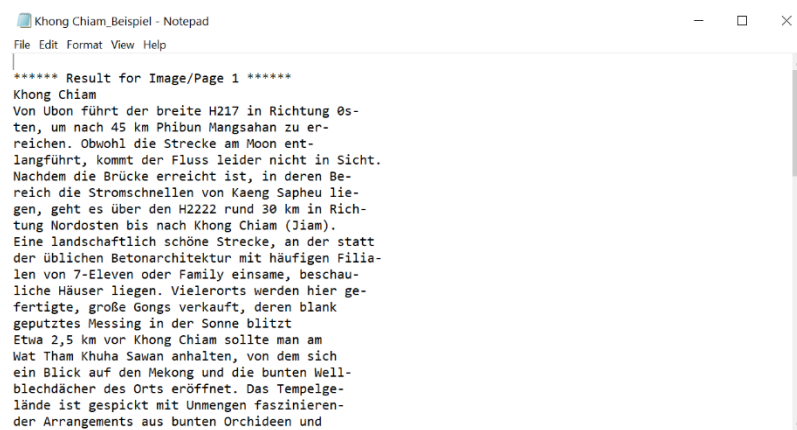 Khong Chiam_Beispiel - Notepad
File Edit Format View Help
****** Result for Image/Page 1 ******
Khong Chiam
Von Ubon führt der breite H217 in Richtung 0s-
ten, um nach 45 km Phibun Mangsahan zu er-
reichen. Obwohl die Strecke am Moon ent-
langführt, kommt der Fluss leider nicht in Sicht.
Nachdem die Brücke erreicht ist, in deren Be-
reich die Stromschnellen von Kaeng Sapheu lie-
gen, geht es über den H2222 rund 30 km in Rich-
tung Nordosten bis nach Khong Chiam (Jiam).
Eine landschaftlich schöne Strecke, an der statt
der üblichen Betonarchitektur mit häufigen Filia-
len von 7-Eleven oder Family einsame, beschau-
liche Häuser liegen. Vielerorts werden hier ge-
fertigte, große Gongs verkauft, deren blank
geputztes Messing in der Sonne blitzt
Etwa 2,5 km vor Khong Chiam sollte man am
Wat Tham Khuha Sawan anhalten, von dem sich
ein Blick auf den Mekong und die bunten Well-
blechdächer des Orts eröffnet. Das Tempelge-
lände ist gespickt mit Unmengen faszinieren-
der Arrangements aus bunten Orchideen und